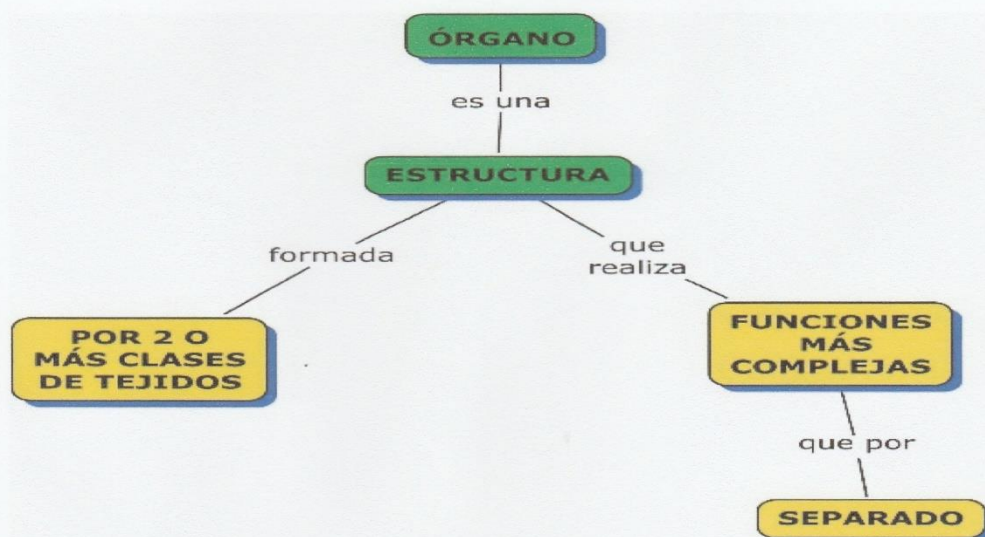 ÓRGANO
es una
ESTRUCTURA
formada
que
realiza
POR 2 O
MÁS CLASES
DE TEJIDOS
FUNCIONES
MÁS
COMPLEJAS
que por
SEPARADO